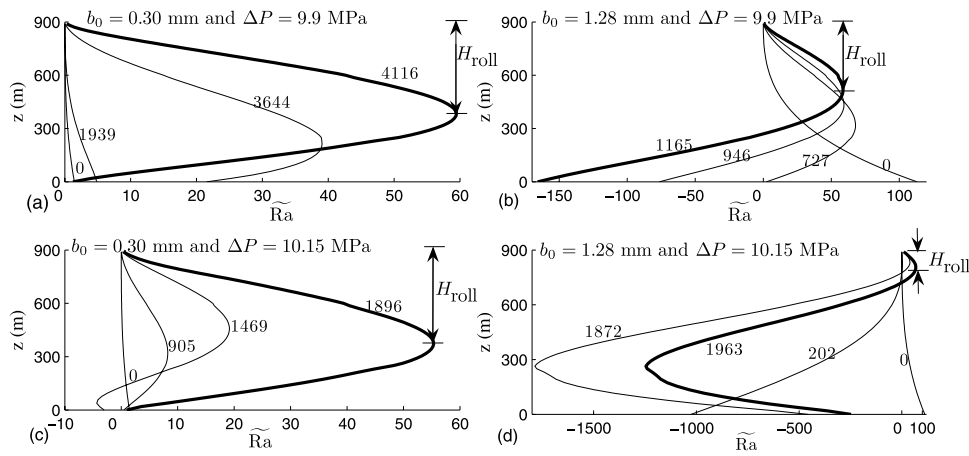 b₀ = 0.30 mm and ΔP = 9.9 MPa
900
600
300
0
z (m)
4116
3644
1939
0
H_roll
0 10 20 30 40 50 60
(a)
R͠a
b₀ = 1.28 mm and ΔP = 9.9 MPa
900
600
300
0
z (m)
1165
946
727
0
H_roll
−150 −100 −50 0 50 100
(b)
R͠a
b₀ = 0.30 mm and ΔP = 10.15 MPa
900
600
300
0
z (m)
1896
1469
905
0
H_roll
−10 0 10 20 30 40 50 60
(c)
R͠a
b₀ = 1.28 mm and ΔP = 10.15 MPa
900
600
300
0
z (m)
1872
1963
202
0
H_roll
−1500 −1000 −500 0 100
(d)
R͠a